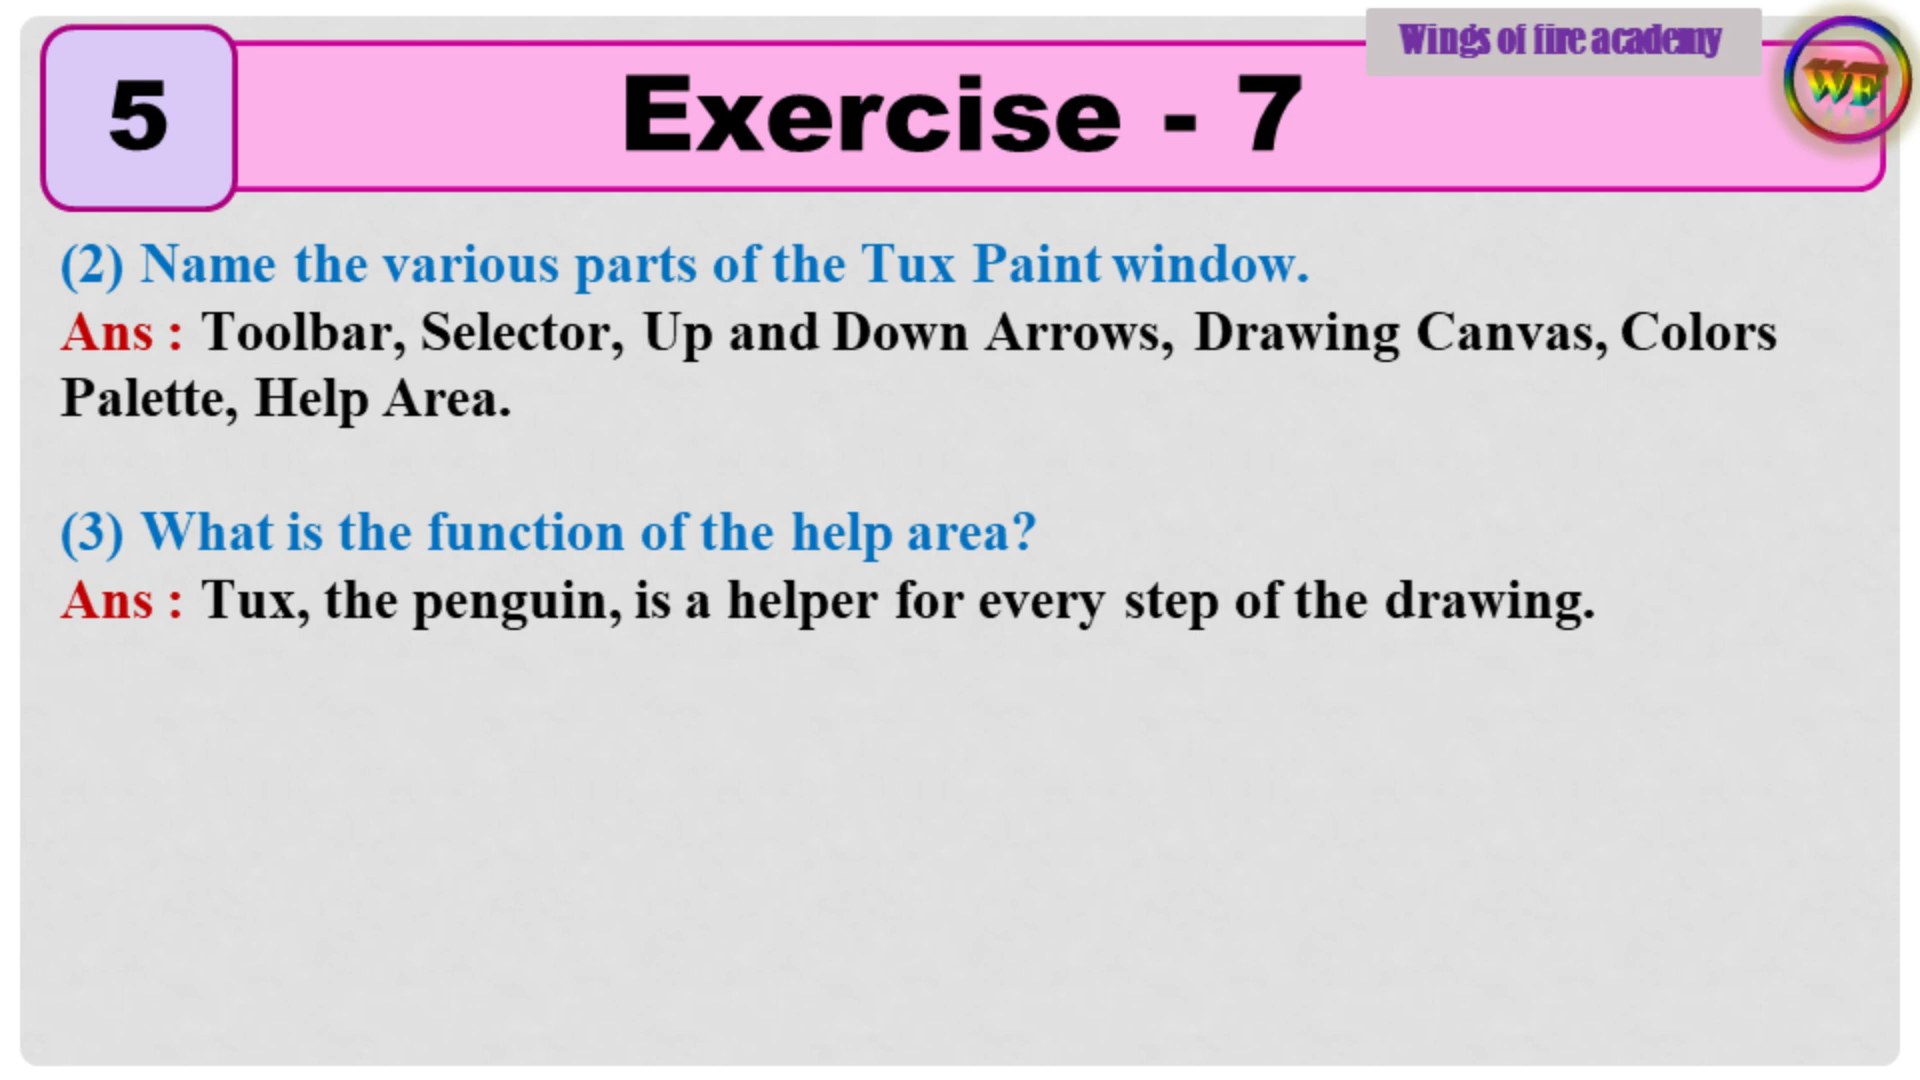 Wings of fire academy
WF
5
Exercise - 7
(2) Name the various parts of the Tux Paint window.
Ans : Toolbar, Selector, Up and Down Arrows, Drawing Canvas, Colors
Palette, Help Area.
(3) What is the function of the help area?
Ans : Tux, the penguin, is a helper for every step of the drawing.